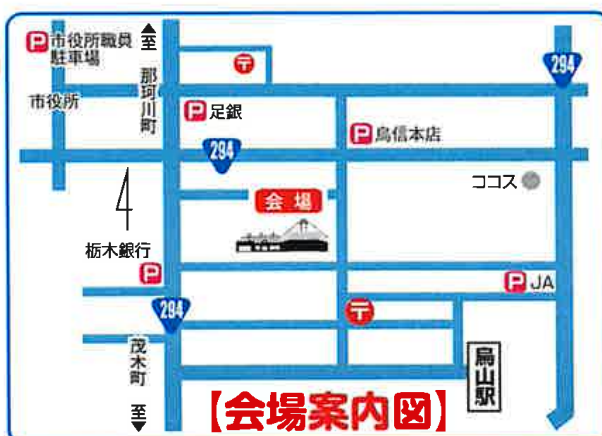 P 市役所職員
駐車場
至
那珂川町
〒
294
市役所
P 足銀
294
P 烏信本店
ココス
会場
栃木銀行
P
P JA
294
〒
茂木町
至
烏山駅
【会場案内図】